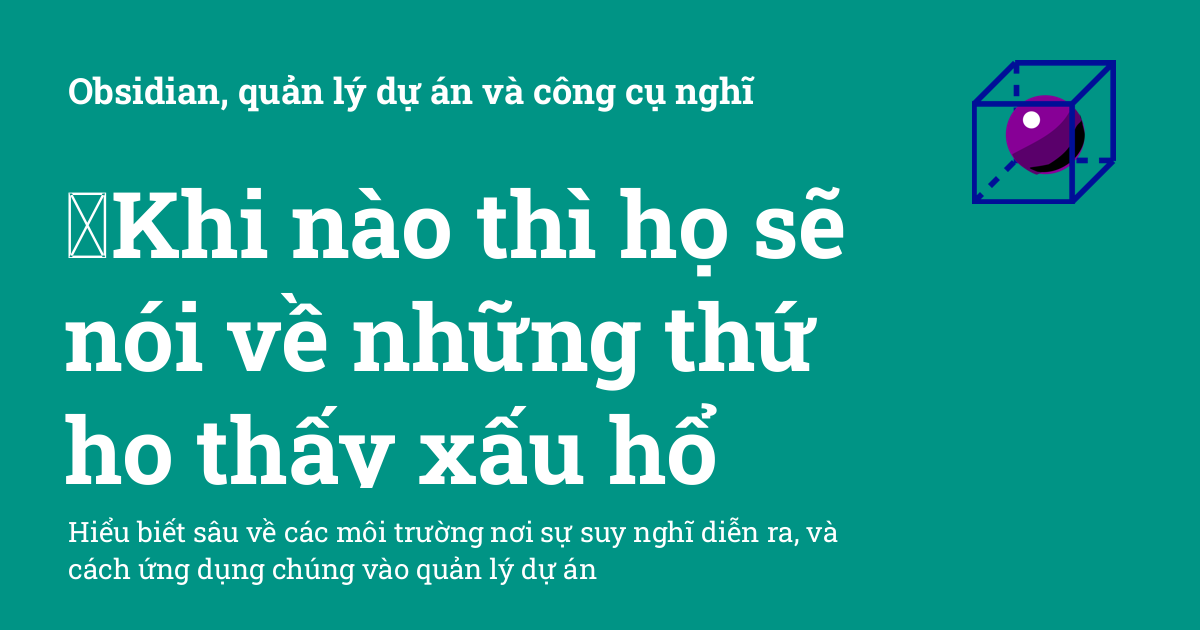 Obsidian, quản lý dự án và công cụ nghĩ
Khi nào thì họ sẽ
nói về những thứ
họ thấy xấu hổ
Hiểu biết sâu về các môi trường nơi sự suy nghĩ diễn ra, và
cách ứng dụng chúng vào quản lý dự án